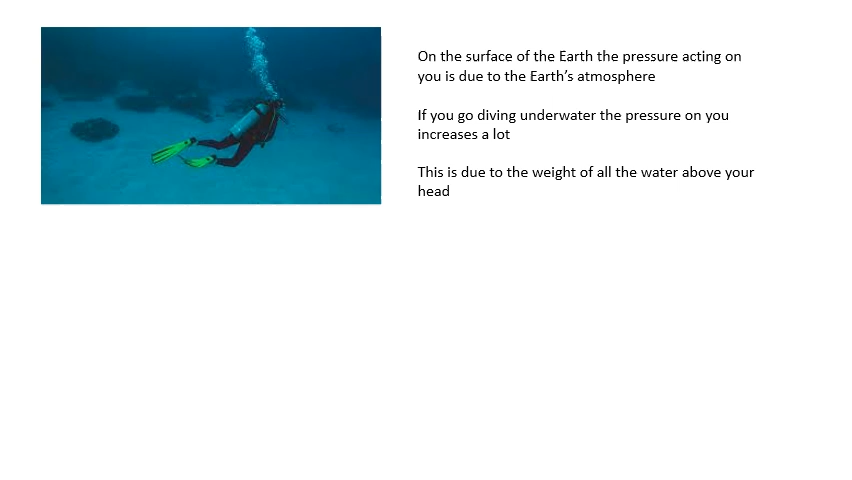 On the surface of the Earth the pressure acting on
you is due to the Earth’s atmosphere
If you go diving underwater the pressure on you
increases a lot
This is due to the weight of all the water above your
head